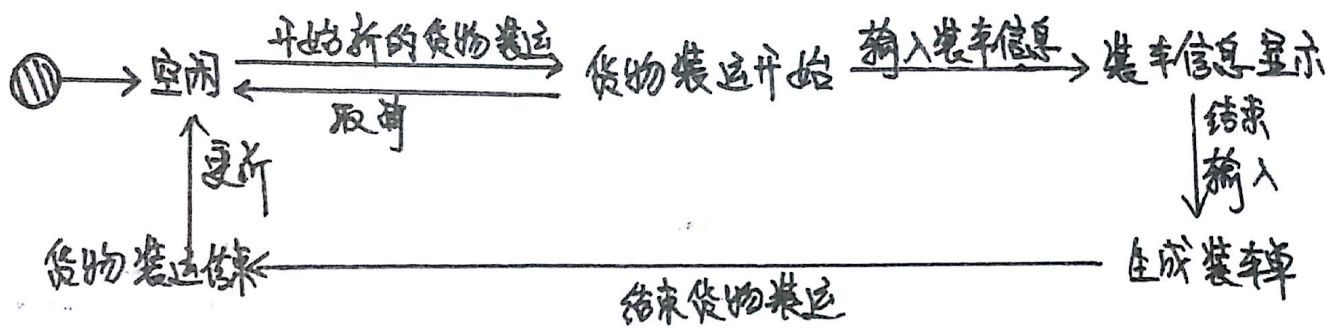 开始新的货物装运
空闲 货物装运开始 输入装车信息 装车信息显示
取消
结束
更新 输入
货物装运结束 生成装车单
结束货物装运